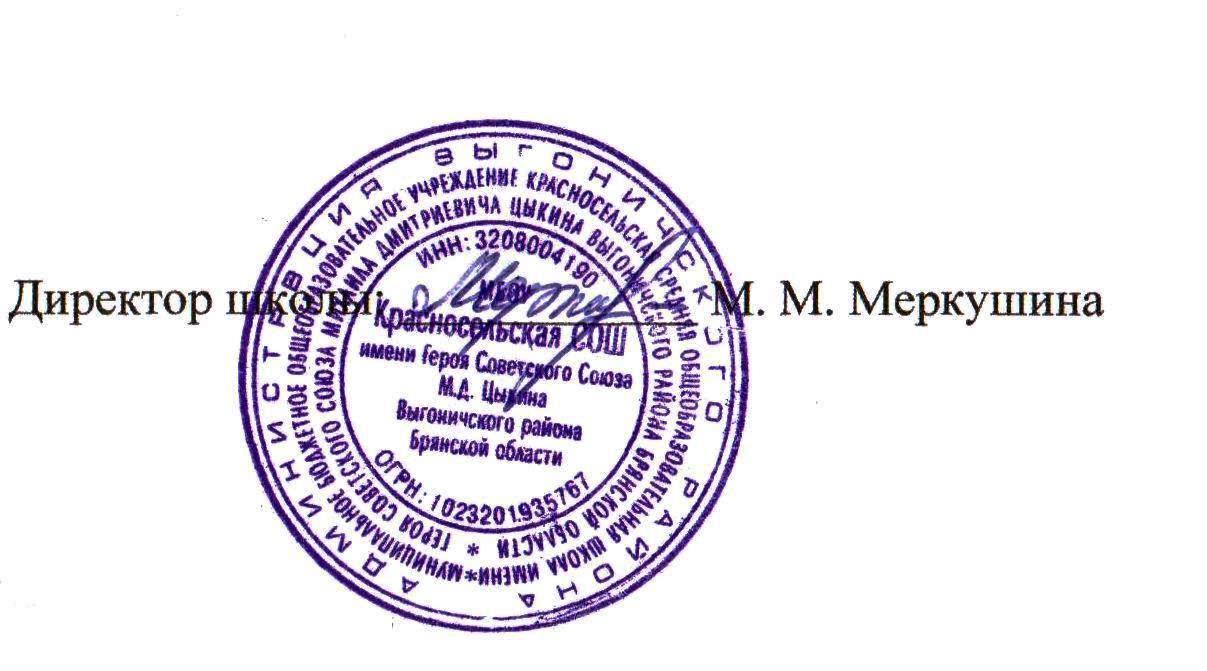 Директор школы: М. М. Меркушина
АДМИНИСТРАЦИЯ ВЫГОНИЧСКОГО РАЙОНА
*МУНИЦИПАЛЬНОЕ БЮДЖЕТНОЕ ОБЩЕОБРАЗОВАТЕЛЬНОЕ УЧРЕЖДЕНИЕ КРАСНОСЕЛЬСКАЯ СРЕДНЯЯ ОБЩЕОБРАЗОВАТЕЛЬНАЯ ШКОЛА ИМЕНИ
* ГЕРОЯ СОВЕТСКОГО СОЮЗА МИХАИЛА ДМИТРИЕВИЧА ЦЫКИНА ВЫГОНИЧСКОГО РАЙОНА БРЯНСКОЙ ОБЛАСТИ
ИНН: 3208004190
МБОУ
Красносельская СОШ
имени Героя Советского Союза
М.Д. Цыкина
Выгоничского района
Брянской области
ОГРН: 1023201935767